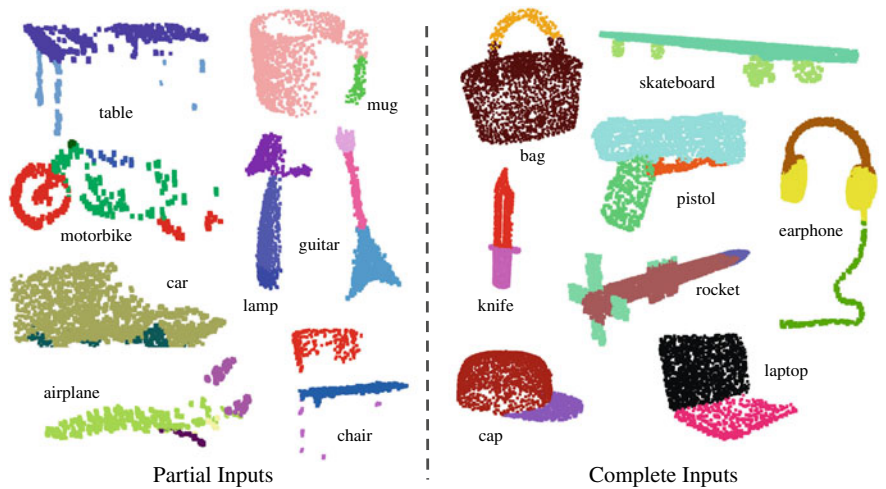 table
mug
motorbike
guitar
car
lamp
airplane
chair
Partial Inputs
bag
skateboard
pistol
earphone
knife
rocket
cap
laptop
Complete Inputs